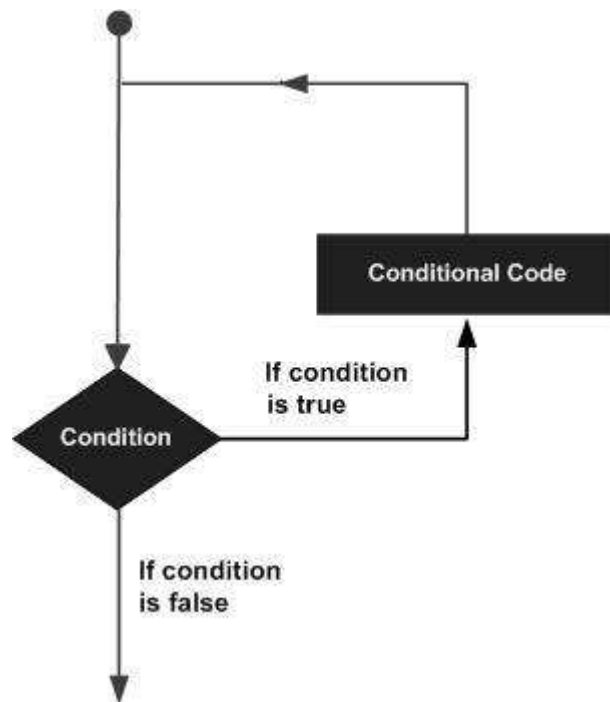 Conditional Code
If condition
is true
Condition
If condition
is false